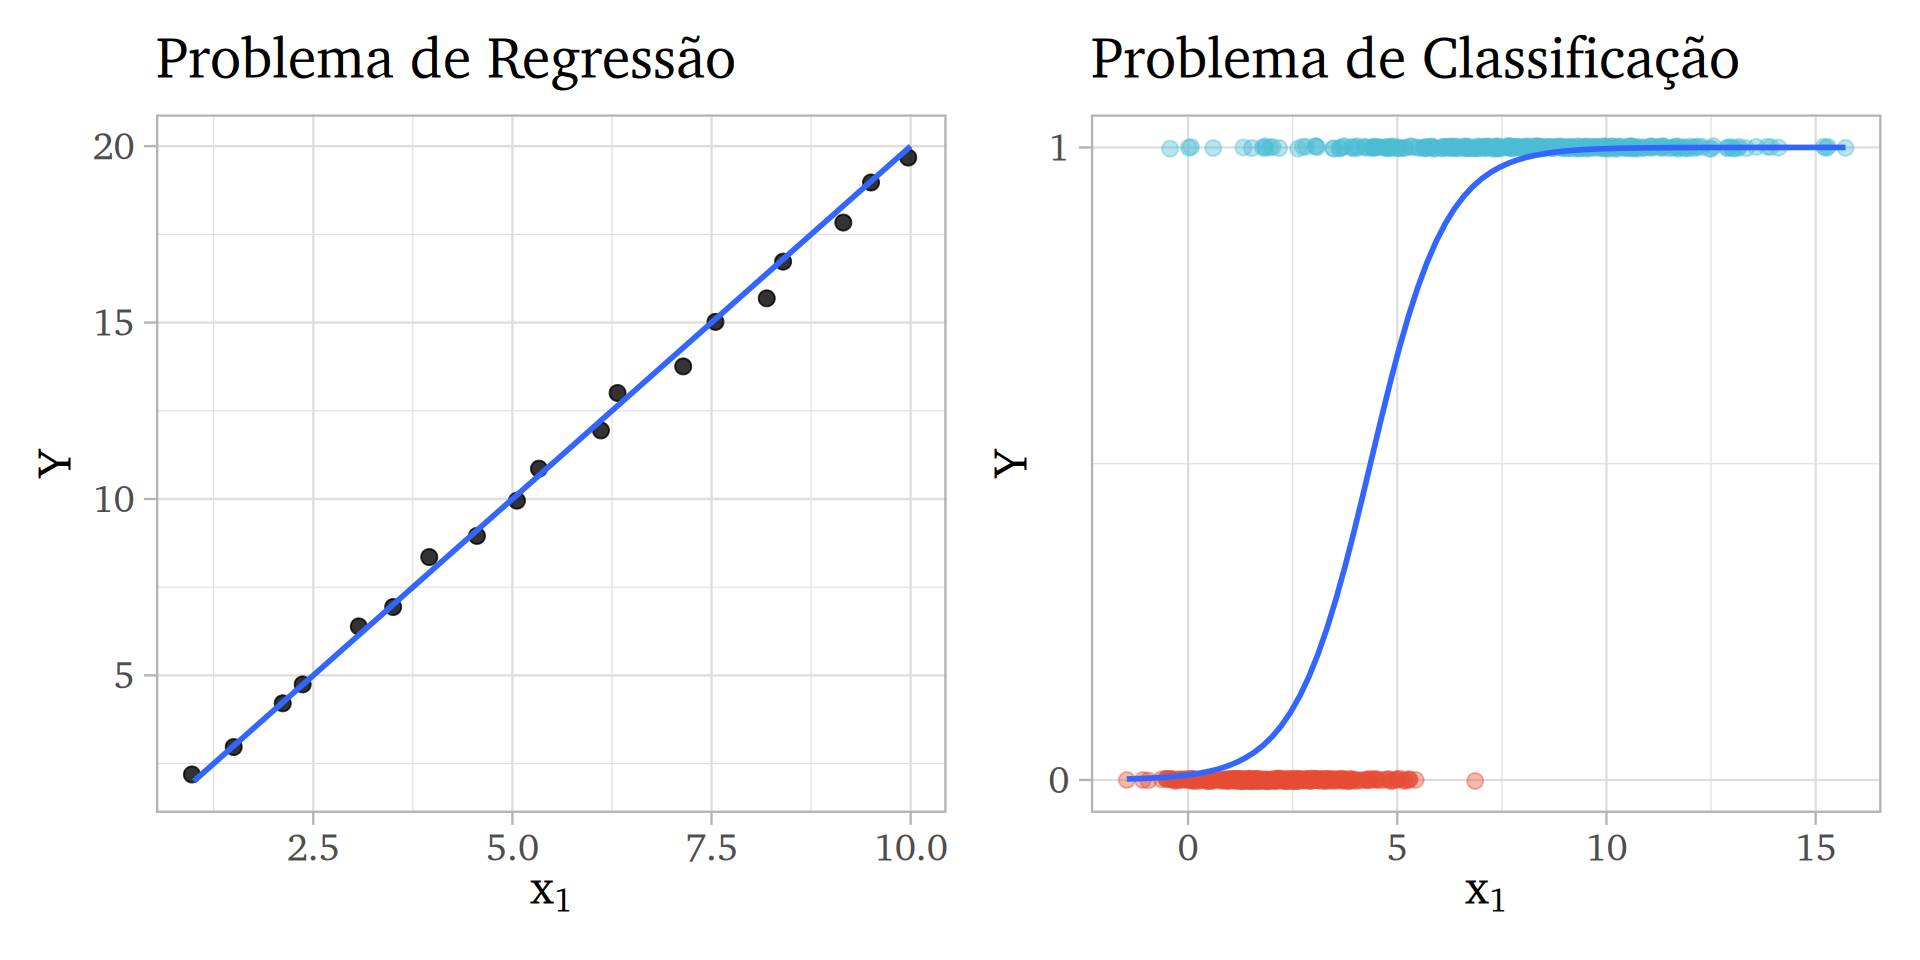 Problema de Regressão
20
15
10
5
Y
2.5 5.0 7.5 10.0
x₁
Problema de Classificação
1
0
Y
0 5 10 15
x₁